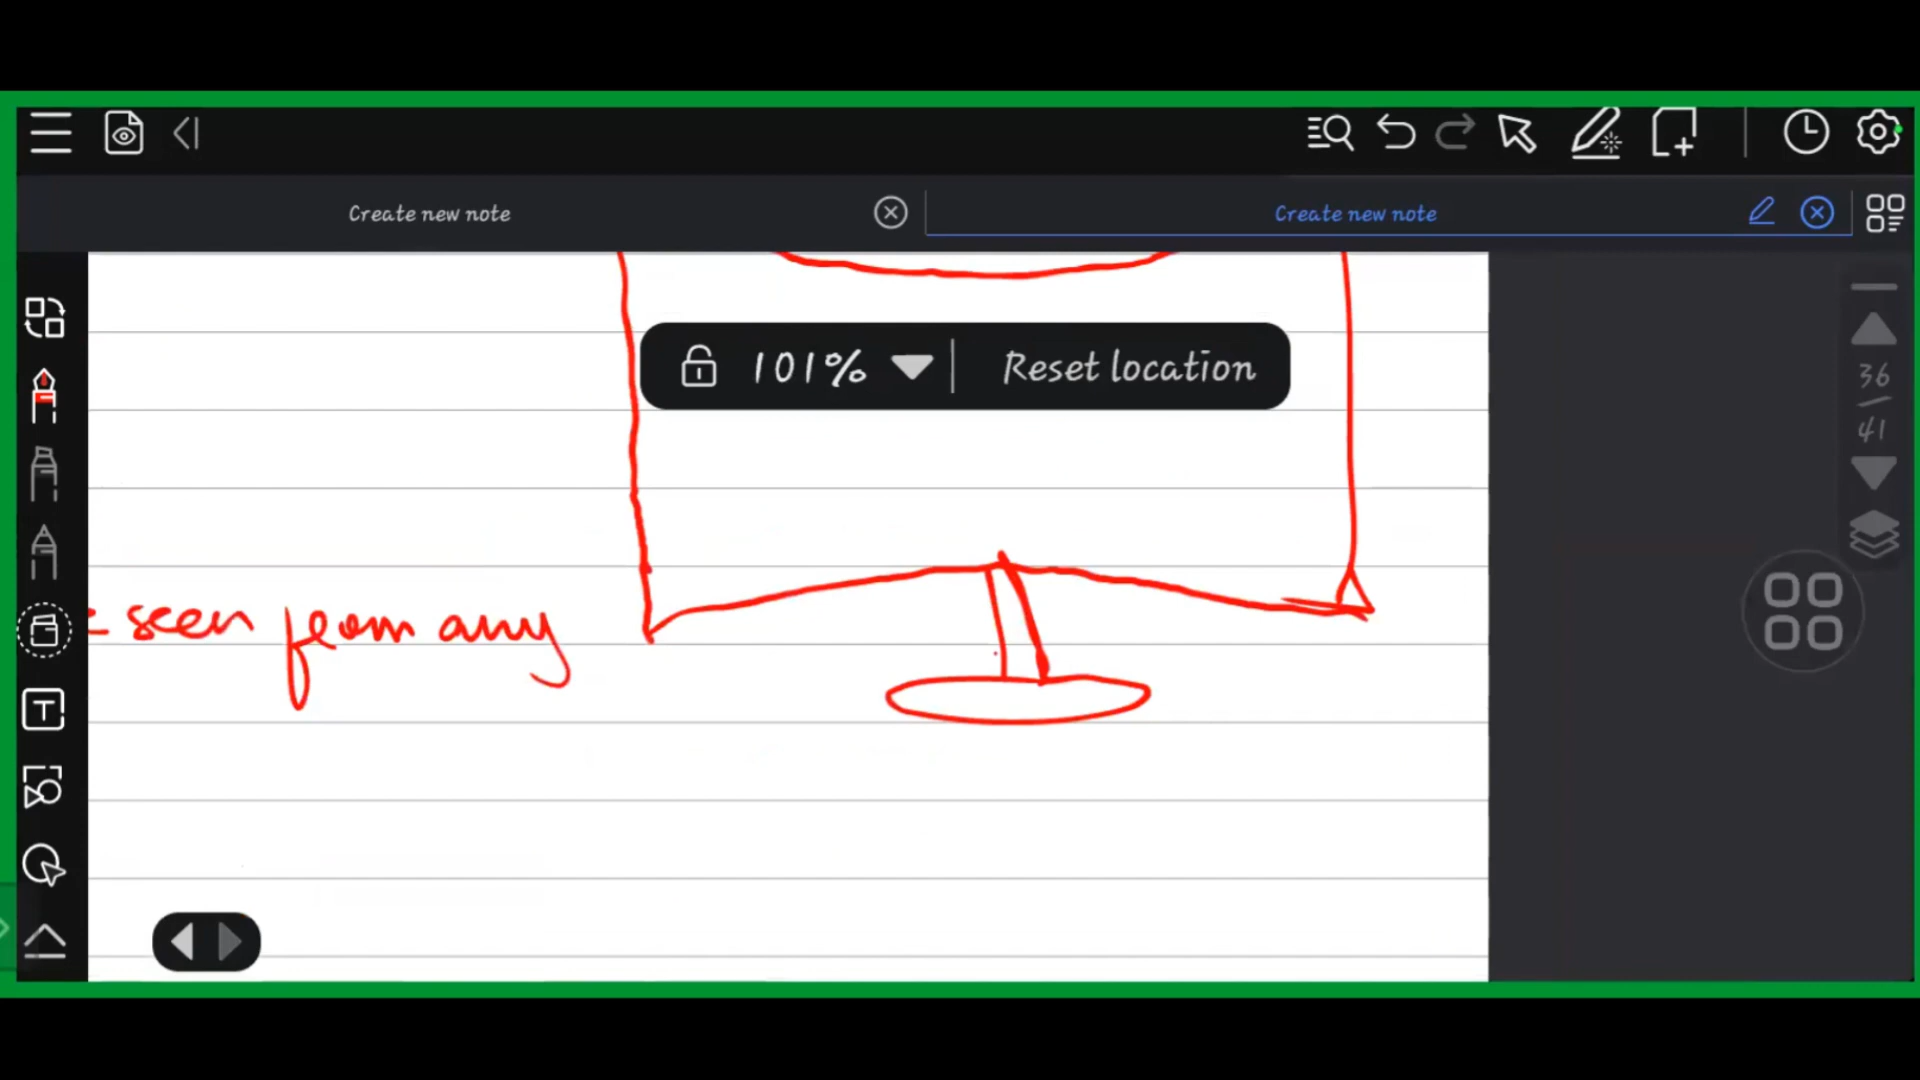 Create new note
Create new note
101%
Reset location
36
41
seen from any
T